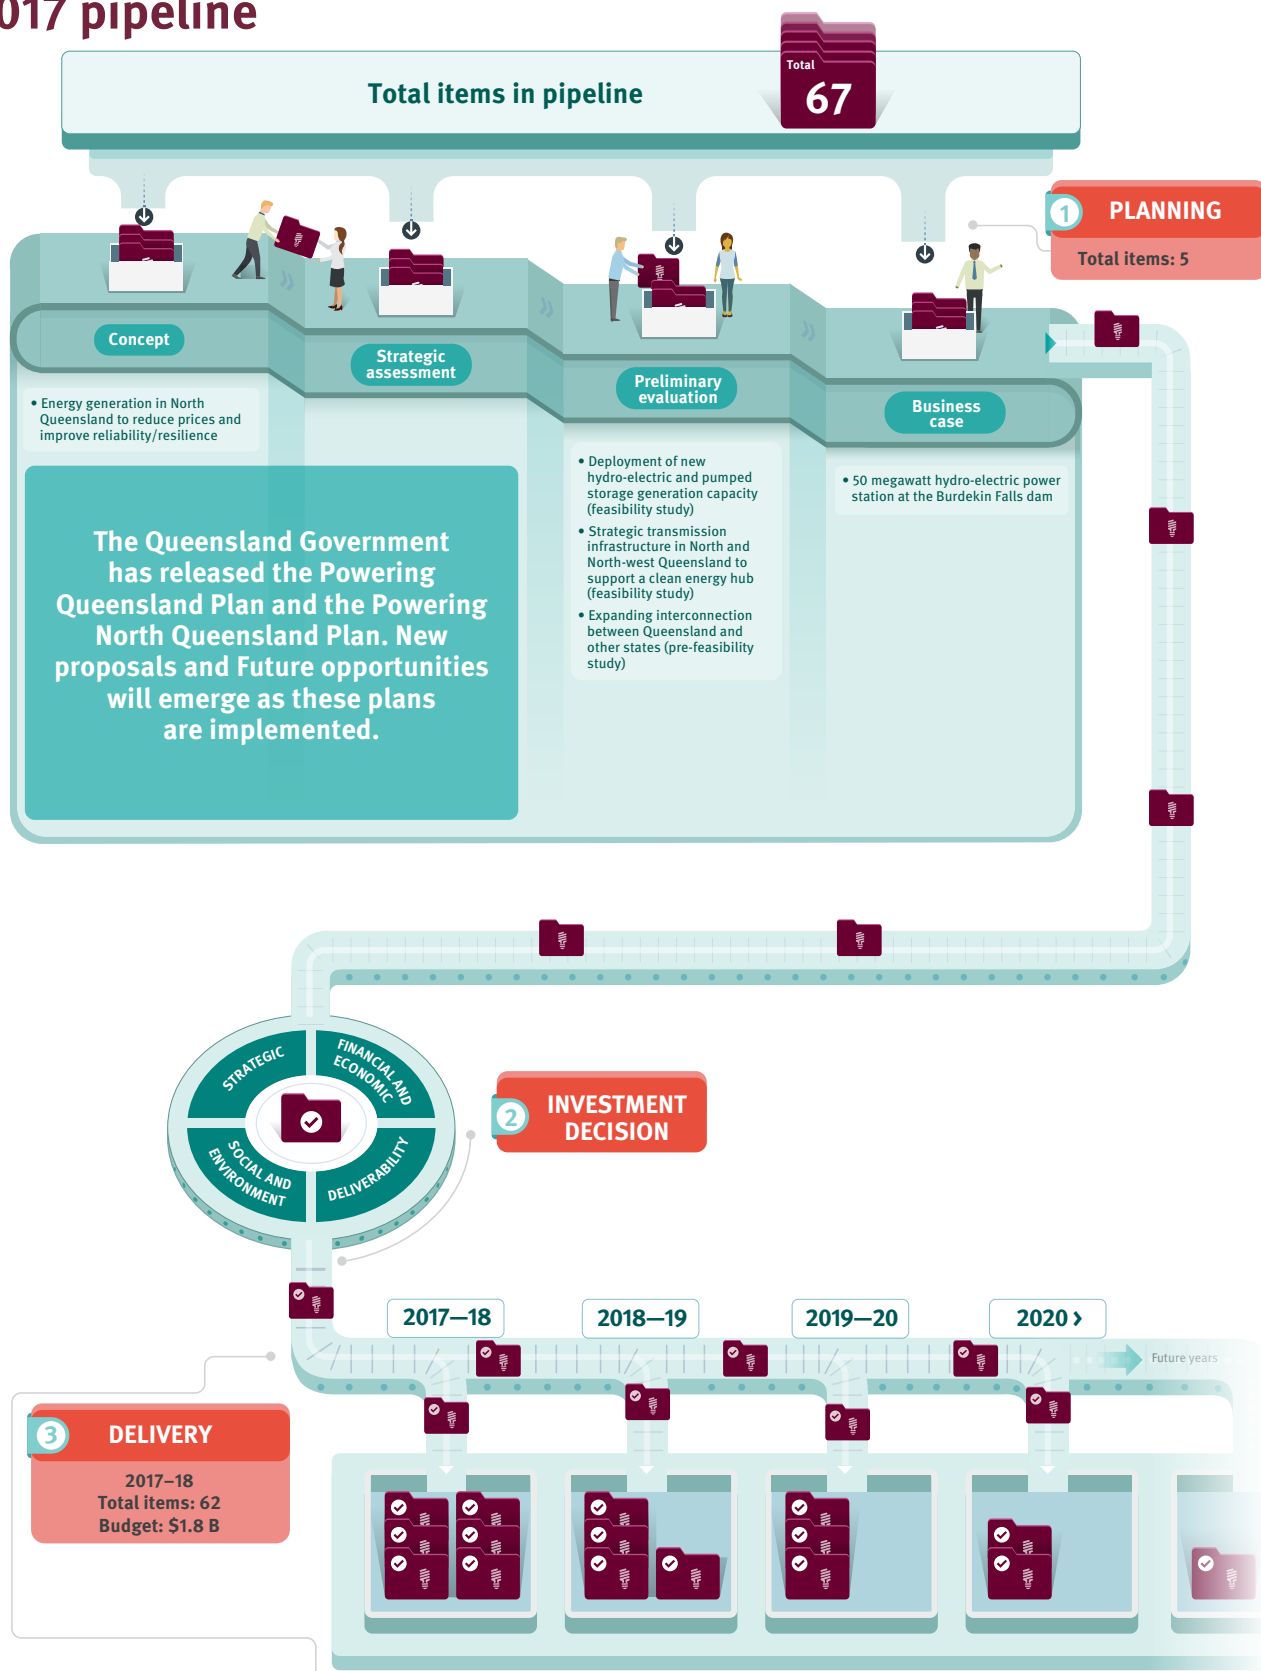 017 pipeline
Total items in pipeline
Total
67
1
PLANNING
Total items: 5
Concept
Strategic
assessment
Preliminary
evaluation
Business
case
• Energy generation in North
Queensland to reduce prices and
improve reliability/resilience
The Queensland Government
has released the Powering
Queensland Plan and the Powering
North Queensland Plan. New
proposals and Future opportunities
will emerge as these plans
are implemented.
• Deployment of new
hydro-electric and pumped
storage generation capacity
(feasibility study)
• Strategic transmission
infrastructure in North and
North-west Queensland to
support a clean energy hub
(feasibility study)
• Expanding interconnection
between Queensland and
other states (pre-feasibility
study)
• 50 megawatt hydro-electric power
station at the Burdekin Falls dam
STRATEGIC
FINANCIAL AND
ECONOMIC
SOCIAL AND
ENVIRONMENT
DELIVERABILITY
2
INVESTMENT
DECISION
2017—18
2018—19
2019—20
2020 ›
Future years
3
DELIVERY
2017–18
Total items: 62
Budget: $1.8 B